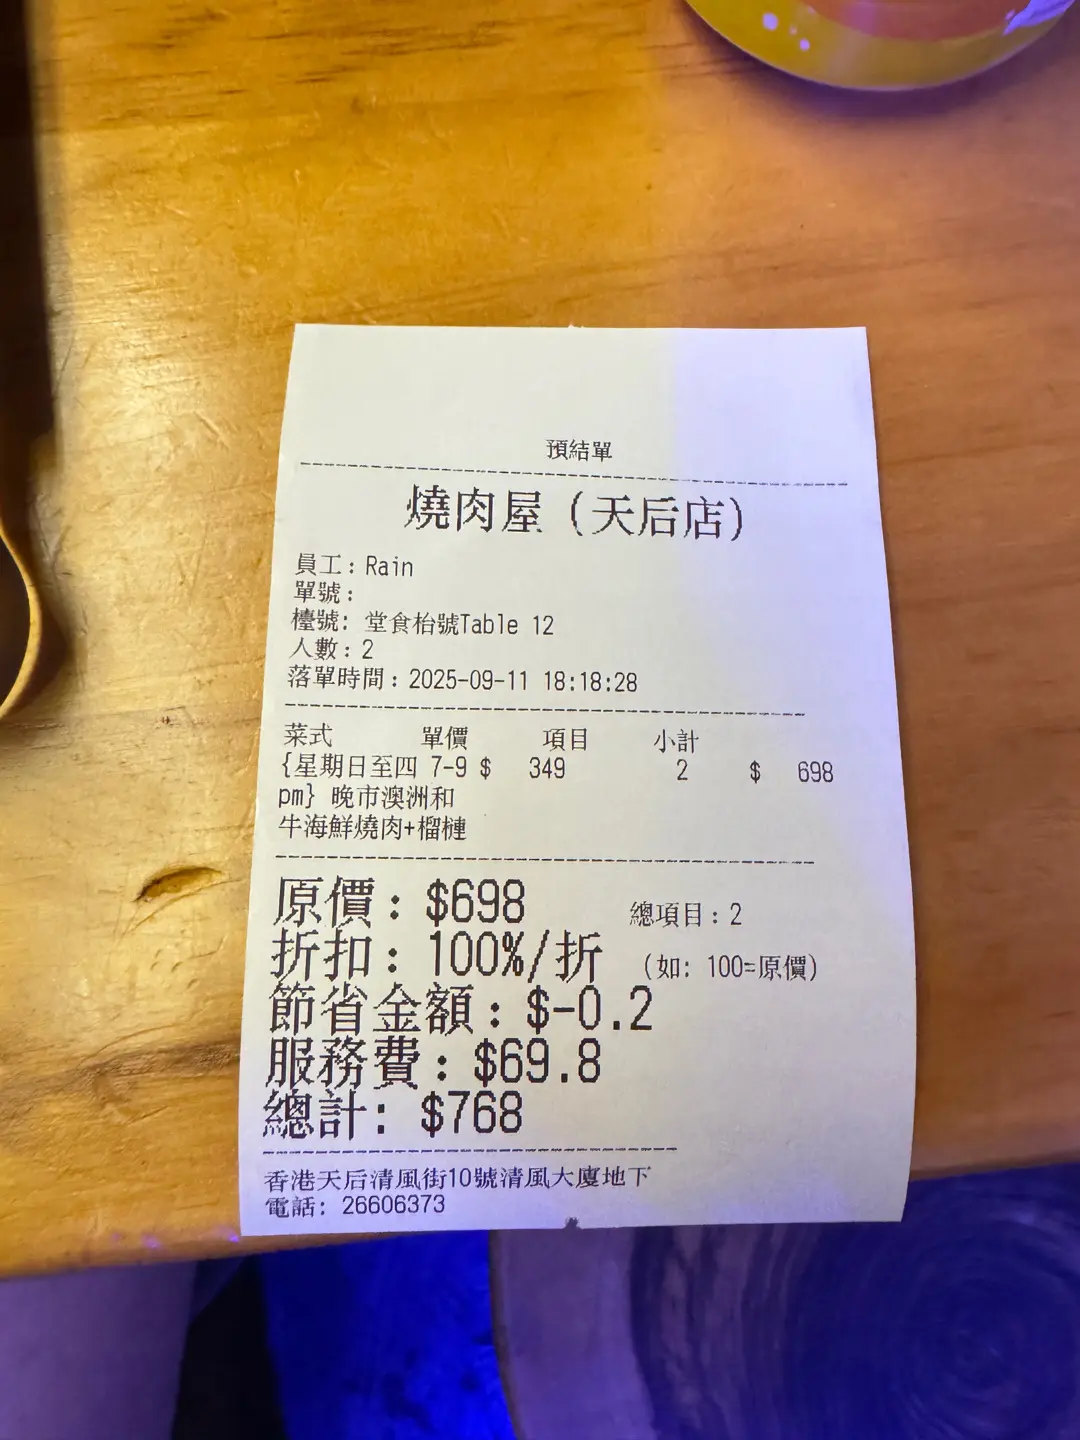 預結單
燒肉屋(天后店)
員工：Rain
單號：
檯號: 堂食枱號Table 12
人數：2
落單時間：2025-09-11 18:18:28
菜式 單價 項目 小計
{星期日至四 7-9 $ 349 2 $ 698
pm} 晚市澳洲和
牛海鮮燒肉+榴槤
原價：$698 總項目：2
折扣：100%/折 (如: 100=原價)
節省金額：$-0.2
服務費：$69.8
總計: $768
香港天后清風街10號清風大廈地下
電話: 26606373